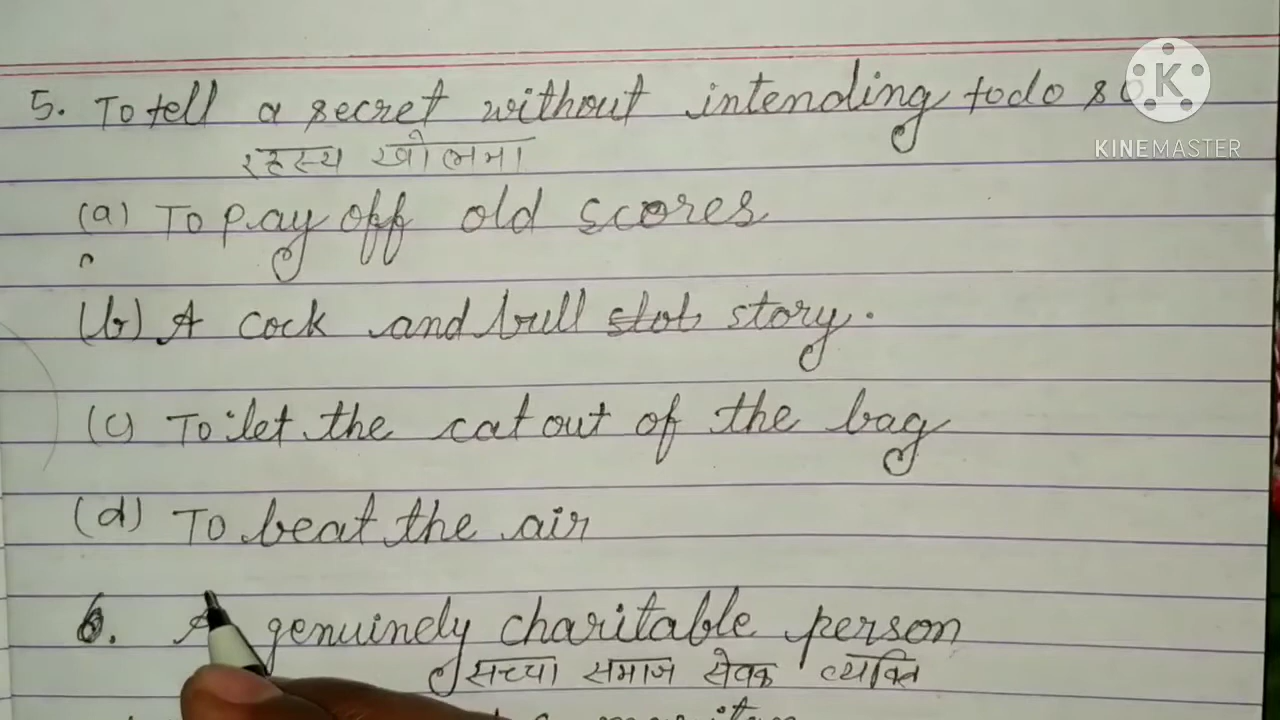 5. To tell a secret without intending to do so
KINEMASTER
रहस्य खोलना
(a) To pay off old scores
(b) A cock and bull story.
(c) To let the cat out of the bag
(d) To beat the air
6. A genuinely charitable person
सच्चा समाज सेवक व्यक्ति